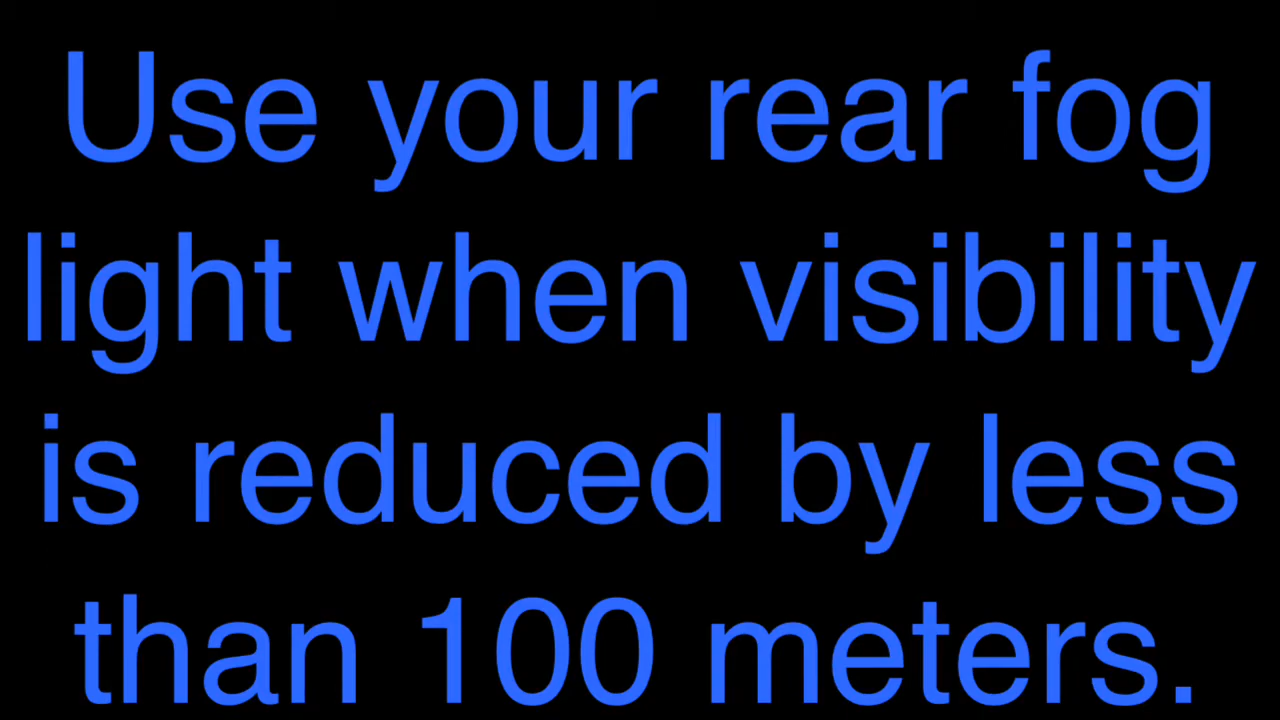 Use your rear fog
light when visibility
is reduced by less
than 100 meters.